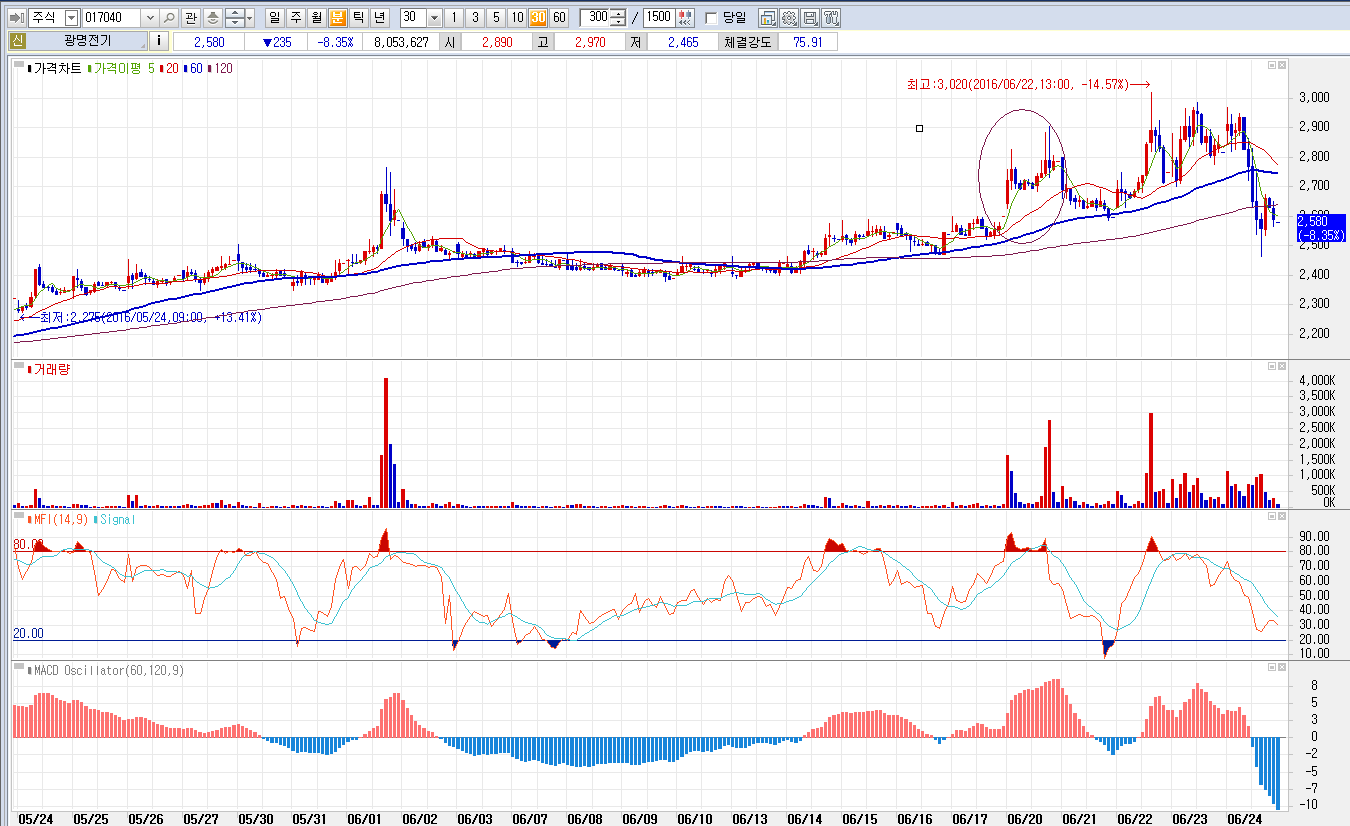 주식 017040 관 일 주 월 분 틱 년 30 1 3 5 10 30 60 300 / 1500 당일
신 광명전기 i 2,580 ▼235 -8.35% 8,053,627 시 2,890 고 2,970 저 2,465 체결강도 75.91
가격차트 가격이평 5 20 60 120
최고:3,020(2016/06/22,13:00, -14.57%)
3,000
2,900
2,800
2,700
2,600
2,580
(-8.35%)
2,500
2,400
2,300
최저:2,275(2016/05/24,09:00, +13.41%)
2,200
거래량
4,000K
3,500K
3,000K
2,500K
2,000K
1,500K
1,000K
500K
0K
MFI(14,9) Signal
90.00
80.00 80.00
70.00
60.00
50.00
40.00
30.00
20.00 20.00
10.00
MACD Oscillator(60,120,9)
8
5
3
0
-2
-5
-7
-10
05/24 05/25 05/26 05/27 05/30 05/31 06/01 06/02 06/03 06/07 06/08 06/09 06/10 06/13 06/14 06/15 06/16 06/17 06/20 06/21 06/22 06/23 06/24